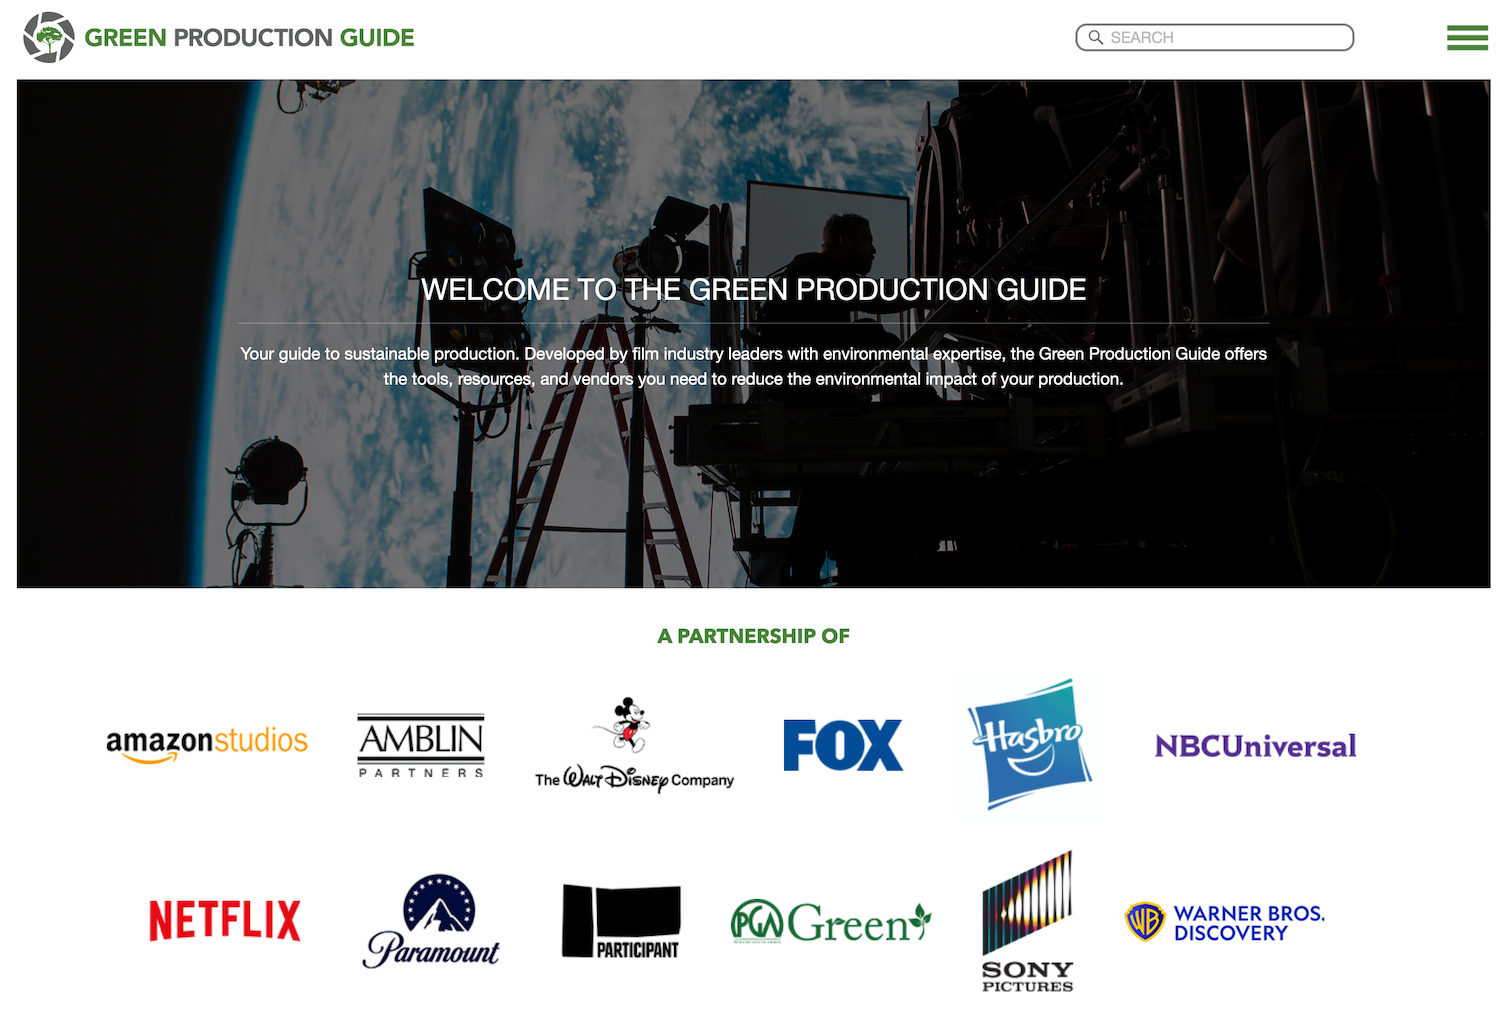 GREEN PRODUCTION GUIDE
SEARCH
WELCOME TO THE GREEN PRODUCTION GUIDE
Your guide to sustainable production. Developed by film industry leaders with environmental expertise, the Green Production Guide offers
the tools, resources, and vendors you need to reduce the environmental impact of your production.
A PARTNERSHIP OF
amazonstudios
AMBLIN
PARTNERS
The WALT DISNEY Company
FOX
Hasbro
NBCUniversal
NETFLIX
Paramount
PARTICIPANT
PGA Green
SONY
PICTURES
WB
WARNER BROS.
DISCOVERY